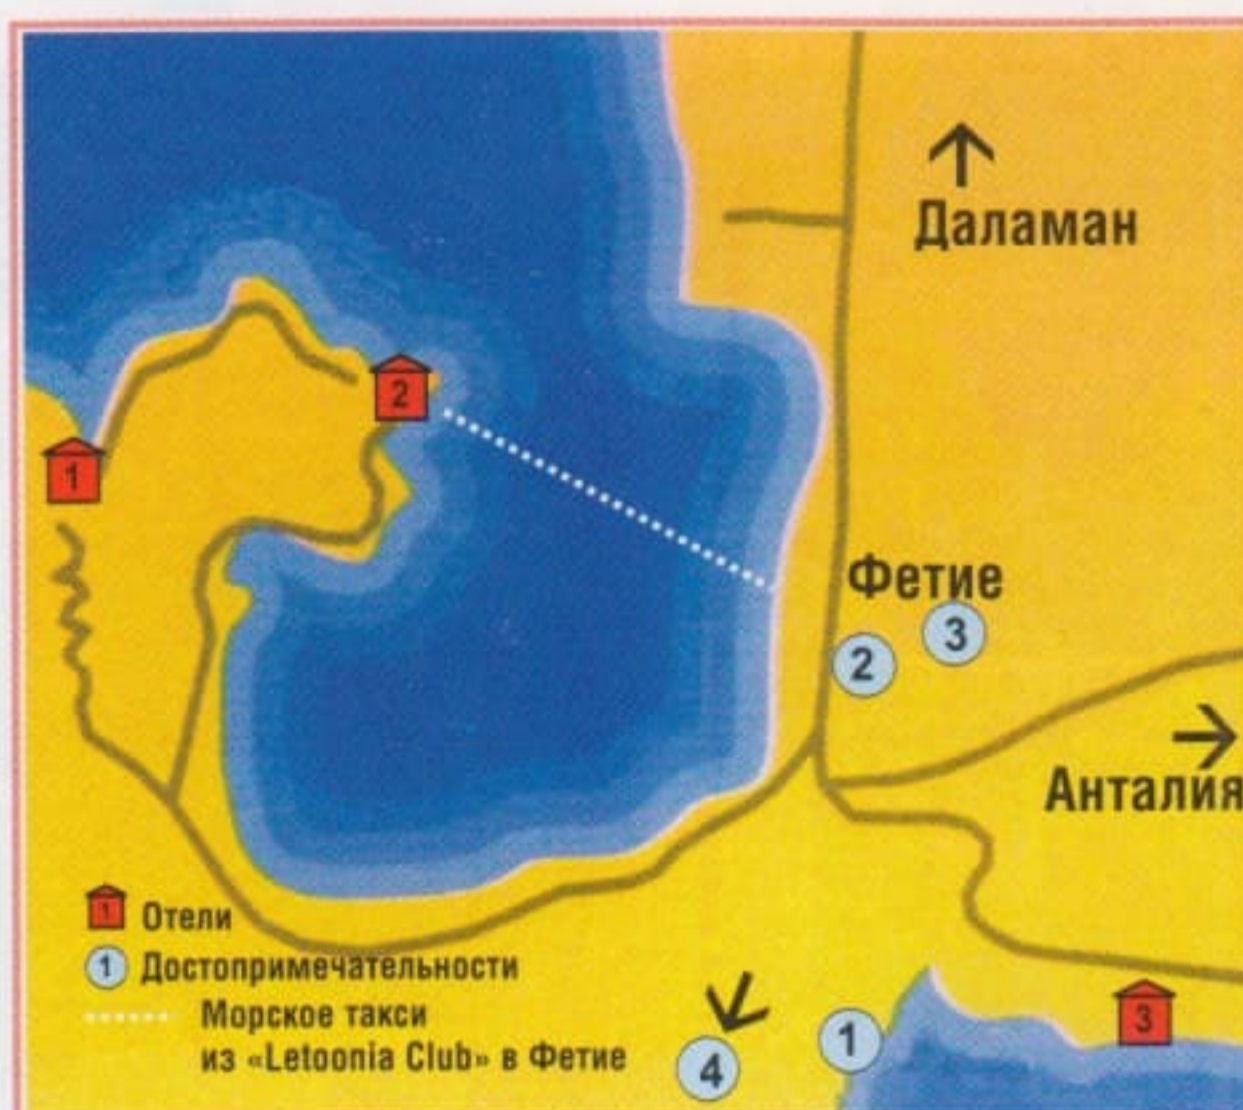 Даламан
2
1
Фетие
3
2
Анталия
1 Отели
1 Достопримечательности
Морское такси
из «Letoonia Club» в Фетие
3
1
4